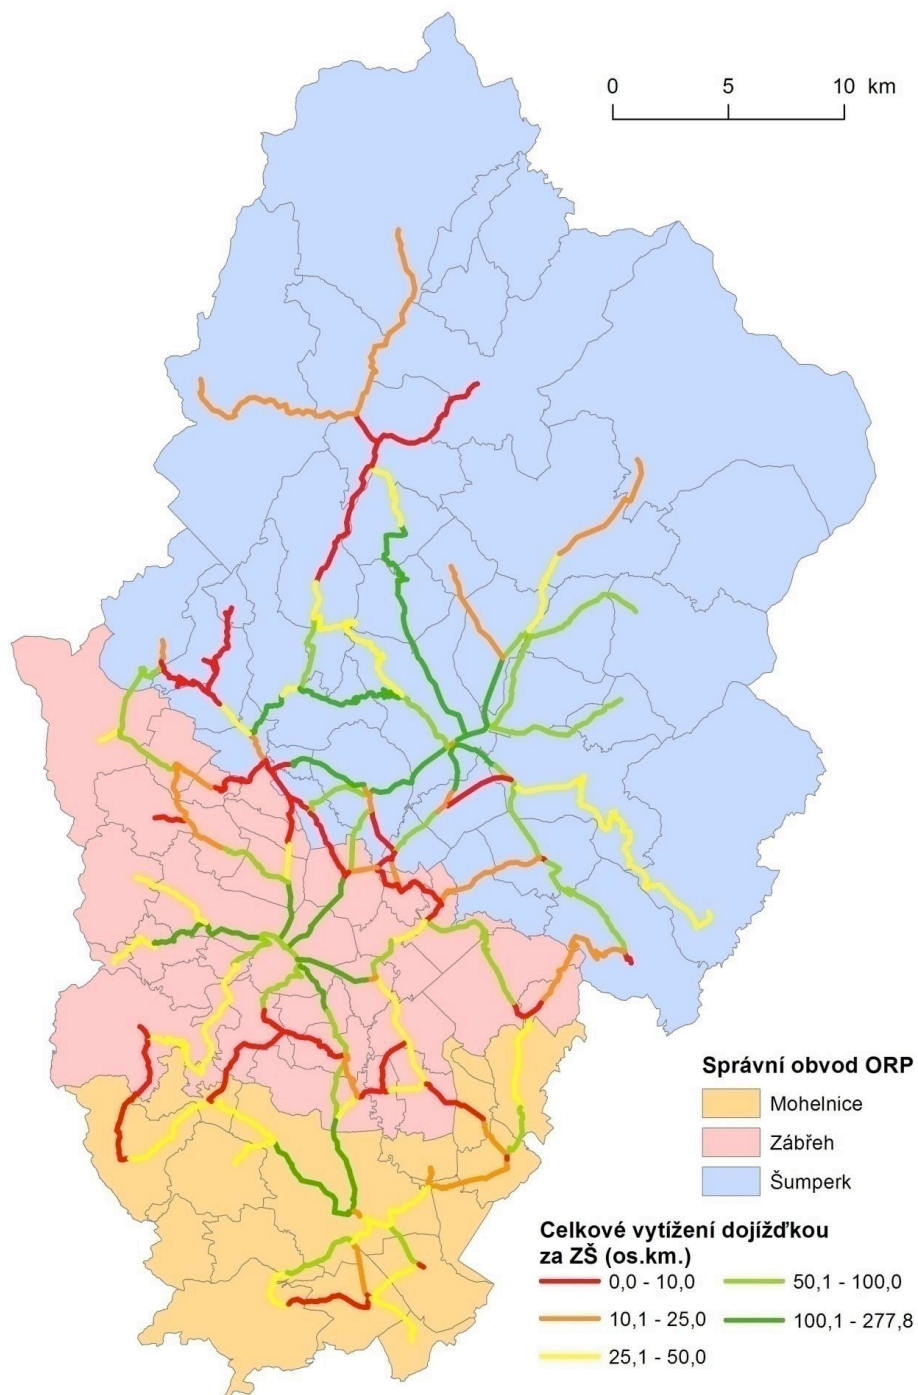 0 5 10 km
Správní obvod ORP
Mohelnice
Zábřeh
Šumperk
Celkové vytížení dojížďkou
za ZŠ (os.km.)
0,0 - 10,0 50,1 - 100,0
10,1 - 25,0 100,1 - 277,8
25,1 - 50,0